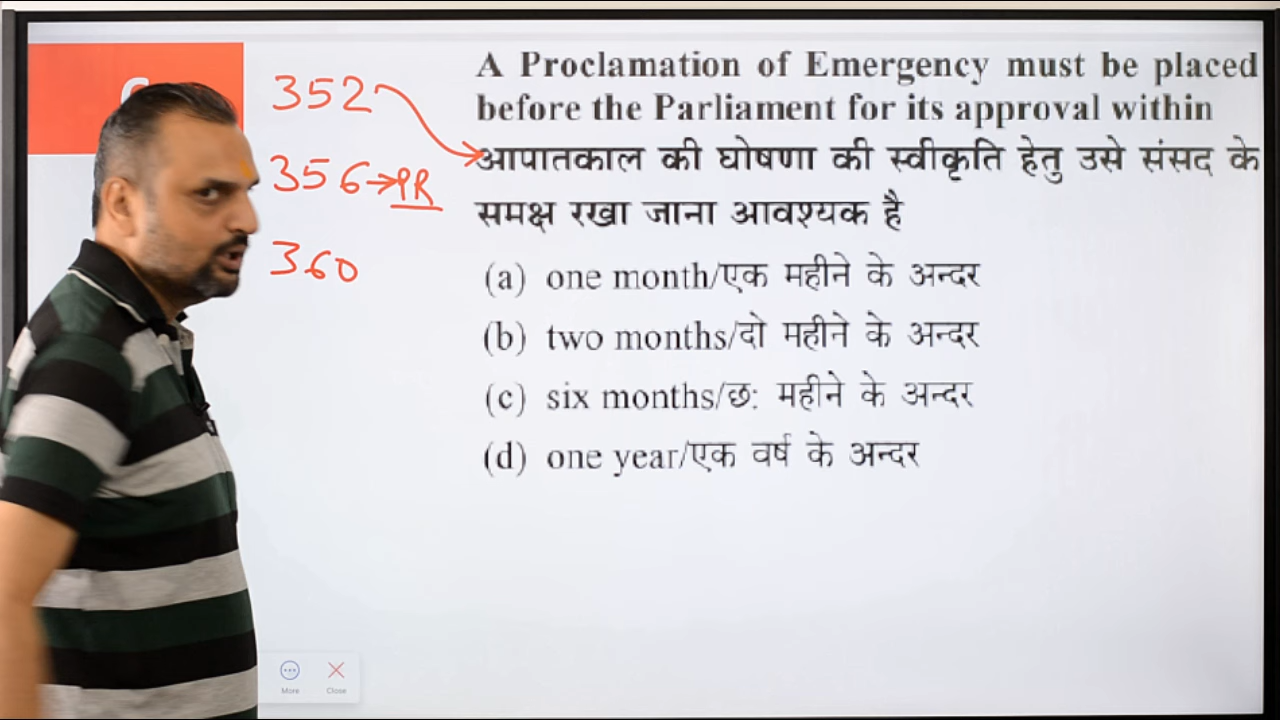 352
356→PR
360
A Proclamation of Emergency must be placed
before the Parliament for its approval within
आपातकाल की घोषणा की स्वीकृति हेतु उसे संसद के
समक्ष रखा जाना आवश्यक है
(a) one month/एक महीने के अन्दर
(b) two months/दो महीने के अन्दर
(c) six months/छ: महीने के अन्दर
(d) one year/एक वर्ष के अन्दर
More
Close